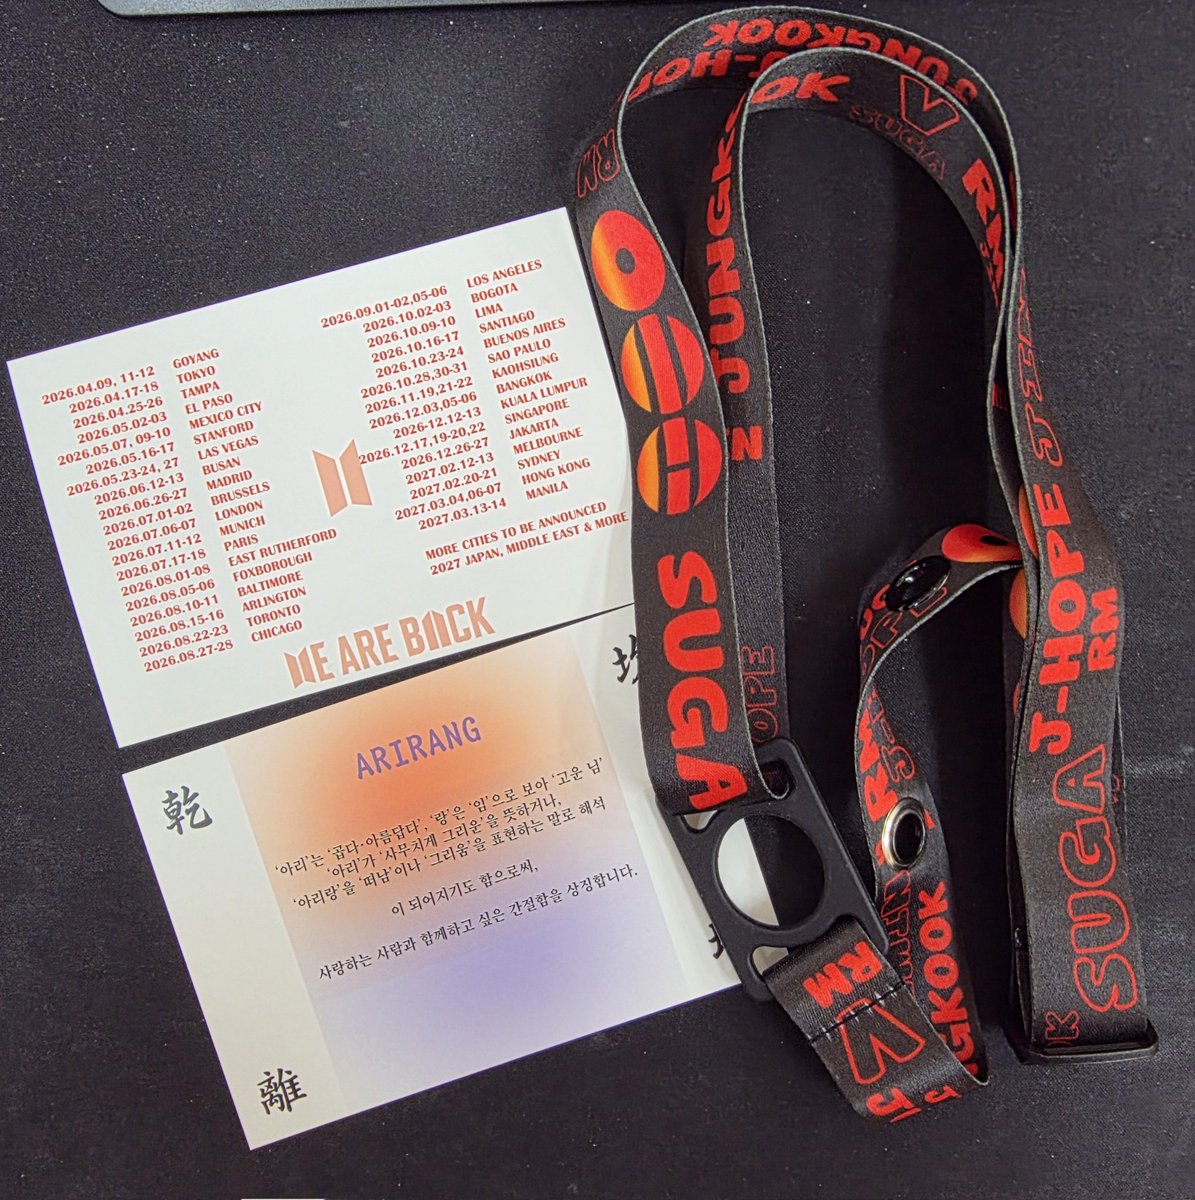 2026.04.09, 11-12 GOYANG
2026.04.17-18 TOKYO
2026.04.25-26 TAMPA
2026.05.02-03 EL PASO
2026.05.07, 09-10 MEXICO CITY
2026.05.16-17 STANFORD
2026.05.23-24, 27 LAS VEGAS
2026.06.12-13 BUSAN
2026.06.26-27 MADRID
2026.07.01-02 BRUSSELS
2026.07.06-07 LONDON
2026.07.11-12 MUNICH
2026.07.17-18 PARIS
2026.08.01-08 EAST RUTHERFORD
2026.08.05-06 FOXBOROUGH
2026.08.10-11 BALTIMORE
2026.08.15-16 ARLINGTON
2026.08.22-23 TORONTO
2026.08.27-28 CHICAGO
2026.09.01-02,05-06 LOS ANGELES
2026.10.02-03 BOGOTA
2026.10.09-10 LIMA
2026.10.16-17 SANTIAGO
2026.10.23-24 BUENOS AIRES
2026.10.28,30-31 SAO PAULO
2026.11.19,21-22 KAOHSIUNG
2026.12.03,05-06 BANGKOK
2026-12.12-13 KUALA LUMPUR
2026.12.17,19-20,22 SINGAPORE
2026.12.26-27 JAKARTA
2027.02.12-13 MELBOURNE
2027.02.20-21 SYDNEY
2027.03.04,06-07 HONG KONG
2027.03.13-14 MANILA
MORE CITIES TO BE ANNOUNCED
2027 JAPAN, MIDDLE EAST & MORE
WE ARE BACK
乾
ARIRANG
'아리'는 '곱다·아름답다', '랑'은 '임'으로 보아 '고운 님'
'아리'가 '사무치게 그리운'을 뜻하거나,
'아리랑'을 '떠남'이나 '그리움'을 표현하는 말로 해석
이 되어지기도 함으로써,
사랑하는 사람과 함께하고 싶은 간절함을 상징합니다.
離
RM
SUGA
JUNGKOOK
JUNGKOOK
V
SUGA
RM
J-HOPE
RM
SUGA
RM
V